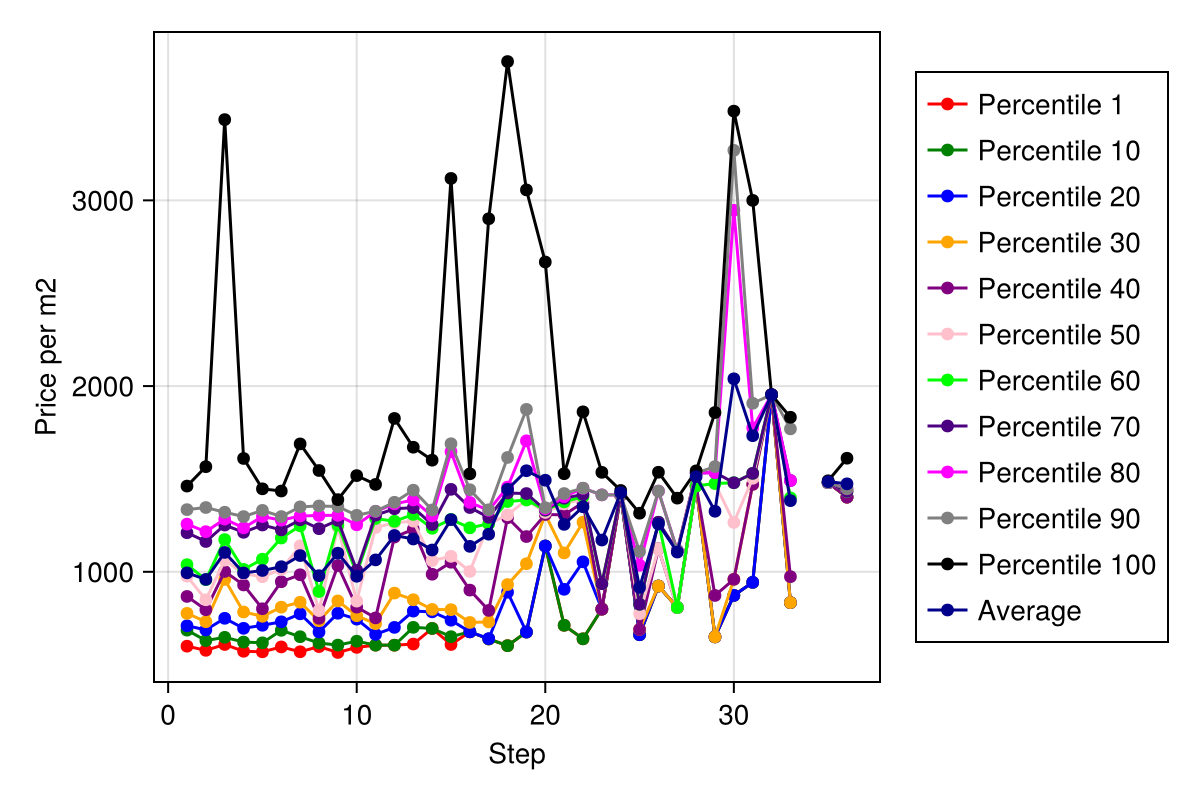 3000
2000
1000
0
10
20
30
Price per m2
Step
Percentile 1
Percentile 10
Percentile 20
Percentile 30
Percentile 40
Percentile 50
Percentile 60
Percentile 70
Percentile 80
Percentile 90
Percentile 100
Average